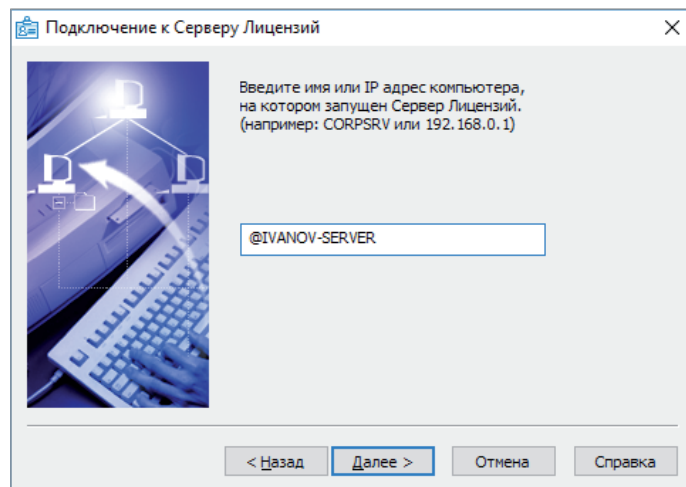 Подключение к Серверу Лицензий
Введите имя или IP адрес компьютера,
на котором запущен Сервер Лицензий.
(например: CORPSRV или 192.168.0.1)
@IVANOV-SERVER
< Назад Далее > Отмена Справка